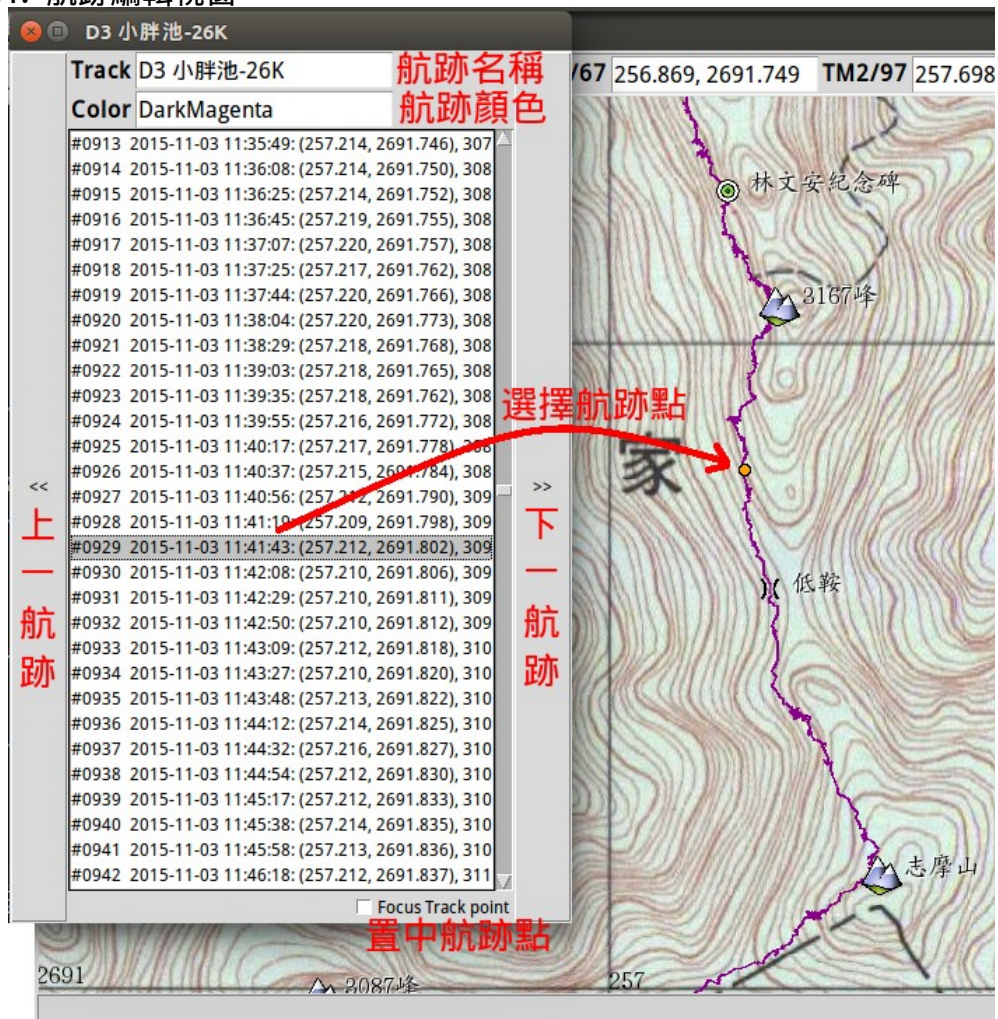 D3 小胖池-26K
Track D3 小胖池-26K 航跡名稱
Color DarkMagenta 航跡顏色
/67 256.869, 2691.749 TM2/97 257.698
#0913 2015-11-03 11:35:49: (257.214, 2691.746), 307
#0914 2015-11-03 11:36:08: (257.214, 2691.750), 308
#0915 2015-11-03 11:36:25: (257.214, 2691.752), 308
#0916 2015-11-03 11:36:45: (257.219, 2691.755), 308
#0917 2015-11-03 11:37:07: (257.220, 2691.757), 308
#0918 2015-11-03 11:37:25: (257.217, 2691.762), 308
#0919 2015-11-03 11:37:44: (257.220, 2691.766), 308
#0920 2015-11-03 11:38:04: (257.220, 2691.773), 308
#0921 2015-11-03 11:38:29: (257.218, 2691.768), 308
#0922 2015-11-03 11:39:03: (257.218, 2691.765), 308
#0923 2015-11-03 11:39:35: (257.218, 2691.762), 308
#0924 2015-11-03 11:39:55: (257.216, 2691.772), 308
#0925 2015-11-03 11:40:17: (257.217, 2691.778), 308
#0926 2015-11-03 11:40:37: (257.215, 2691.784), 308
#0927 2015-11-03 11:40:56: (257.212, 2691.790), 309
#0928 2015-11-03 11:41:19: (257.209, 2691.798), 309
#0929 2015-11-03 11:41:43: (257.212, 2691.802), 309
#0930 2015-11-03 11:42:08: (257.210, 2691.806), 309
#0931 2015-11-03 11:42:29: (257.210, 2691.811), 309
#0932 2015-11-03 11:42:50: (257.210, 2691.812), 309
#0933 2015-11-03 11:43:09: (257.212, 2691.818), 310
#0934 2015-11-03 11:43:27: (257.210, 2691.820), 310
#0935 2015-11-03 11:43:48: (257.213, 2691.822), 310
#0936 2015-11-03 11:44:12: (257.214, 2691.825), 310
#0937 2015-11-03 11:44:32: (257.216, 2691.827), 310
#0938 2015-11-03 11:44:54: (257.212, 2691.830), 310
#0939 2015-11-03 11:45:17: (257.212, 2691.833), 310
#0940 2015-11-03 11:45:38: (257.214, 2691.835), 310
#0941 2015-11-03 11:45:58: (257.213, 2691.836), 310
#0942 2015-11-03 11:46:18: (257.212, 2691.837), 311
<<
上一航跡
>>
下一航跡
Focus Track point
置中航跡點
選擇航跡點
林文安紀念碑
3167峰
家
低鞍
志摩山
2691
3087峰
257